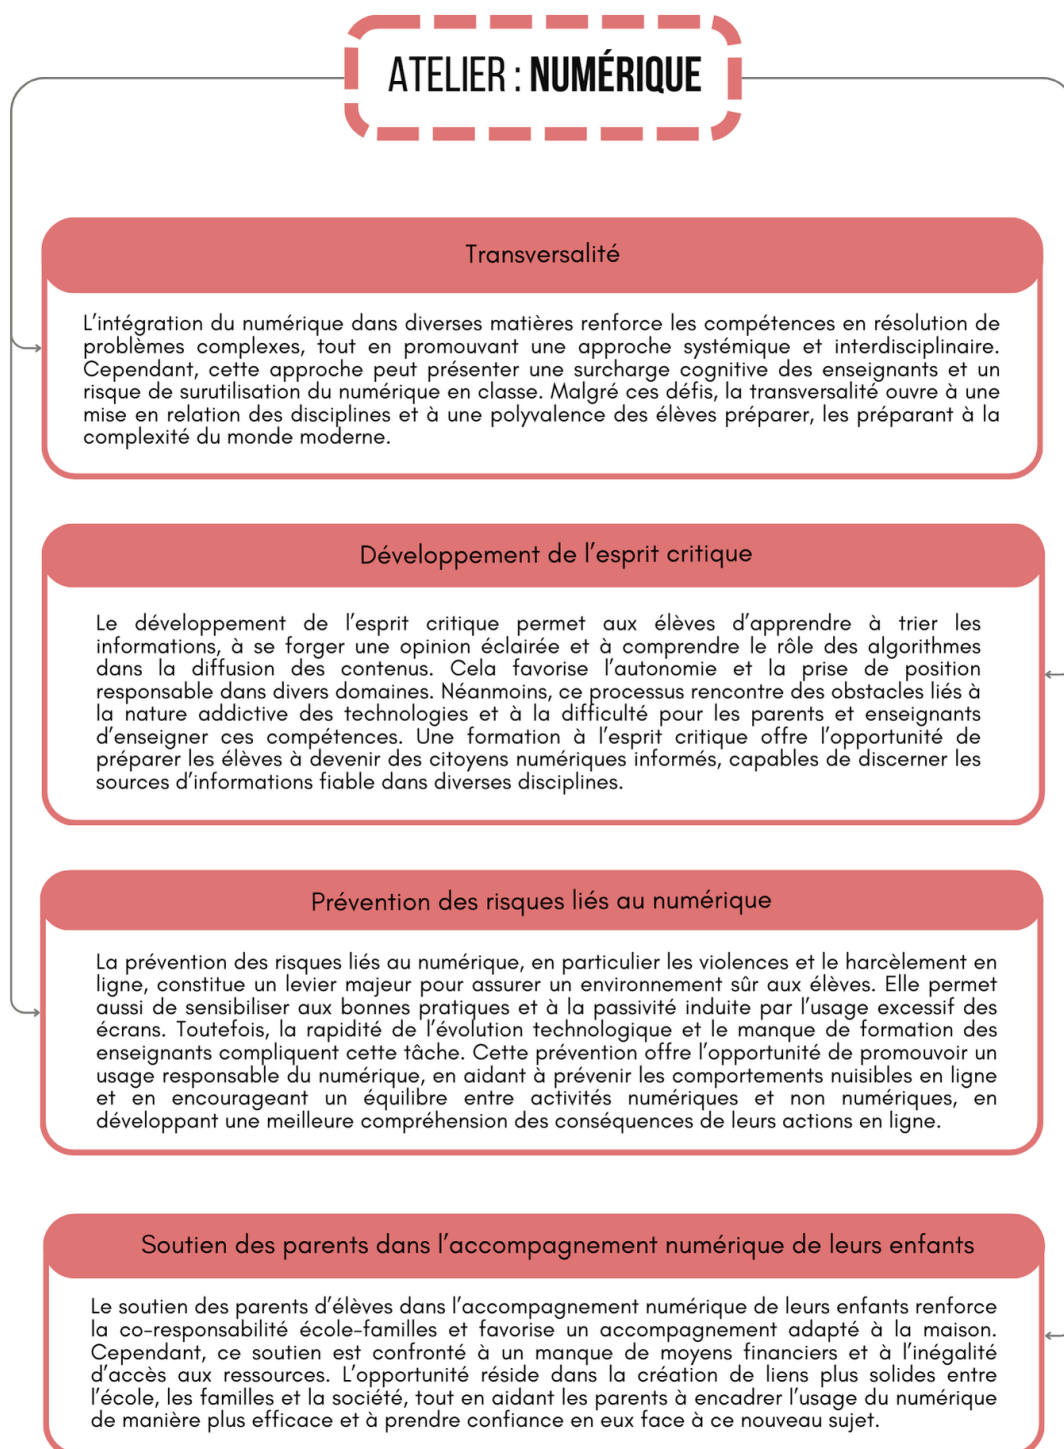 ATELIER : NUMÉRIQUE
Transversalité
L'intégration du numérique dans diverses matières renforce les compétences en résolution de
problèmes complexes, tout en promouvant une approche systémique et interdisciplinaire.
Cependant, cette approche peut présenter une surcharge cognitive des enseignants et un
risque de surutilisation du numérique en classe. Malgré ces défis, la transversalité ouvre à une
mise en relation des disciplines et à une polyvalence des élèves préparer, les préparant à la
complexité du monde moderne.
Développement de l'esprit critique
Le développement de l'esprit critique permet aux élèves d'apprendre à trier les
informations, à se forger une opinion éclairée et à comprendre le rôle des algorithmes
dans la diffusion des contenus. Cela favorise l'autonomie et la prise de position
responsable dans divers domaines. Néanmoins, ce processus rencontre des obstacles liés à
la nature addictive des technologies et à la difficulté pour les parents et enseignants
d'enseigner ces compétences. Une formation à l'esprit critique offre l'opportunité de
préparer les élèves à devenir des citoyens numériques informés, capables de discerner les
sources d'informations fiable dans diverses disciplines.
Prévention des risques liés au numérique
La prévention des risques liés au numérique, en particulier les violences et le harcèlement en
ligne, constitue un levier majeur pour assurer un environnement sûr aux élèves. Elle permet
aussi de sensibiliser aux bonnes pratiques et à la passivité induite par l'usage excessif des
écrans. Toutefois, la rapidité de l'évolution technologique et le manque de formation des
enseignants compliquent cette tâche. Cette prévention offre l'opportunité de promouvoir un
usage responsable du numérique, en aidant à prévenir les comportements nuisibles en ligne
et en encourageant un équilibre entre activités numériques et non numériques, en
développant une meilleure compréhension des conséquences de leurs actions en ligne.
Soutien des parents dans l'accompagnement numérique de leurs enfants
Le soutien des parents d'élèves dans l'accompagnement numérique de leurs enfants renforce
la co-responsabilité école-familles et favorise un accompagnement adapté à la maison.
Cependant, ce soutien est confronté à un manque de moyens financiers et à l'inégalité
d'accès aux ressources. L'opportunité réside dans la création de liens plus solides entre
l'école, les familles et la société, tout en aidant les parents à encadrer l'usage du numérique
de manière plus efficace et à prendre confiance en eux face à ce nouveau sujet.